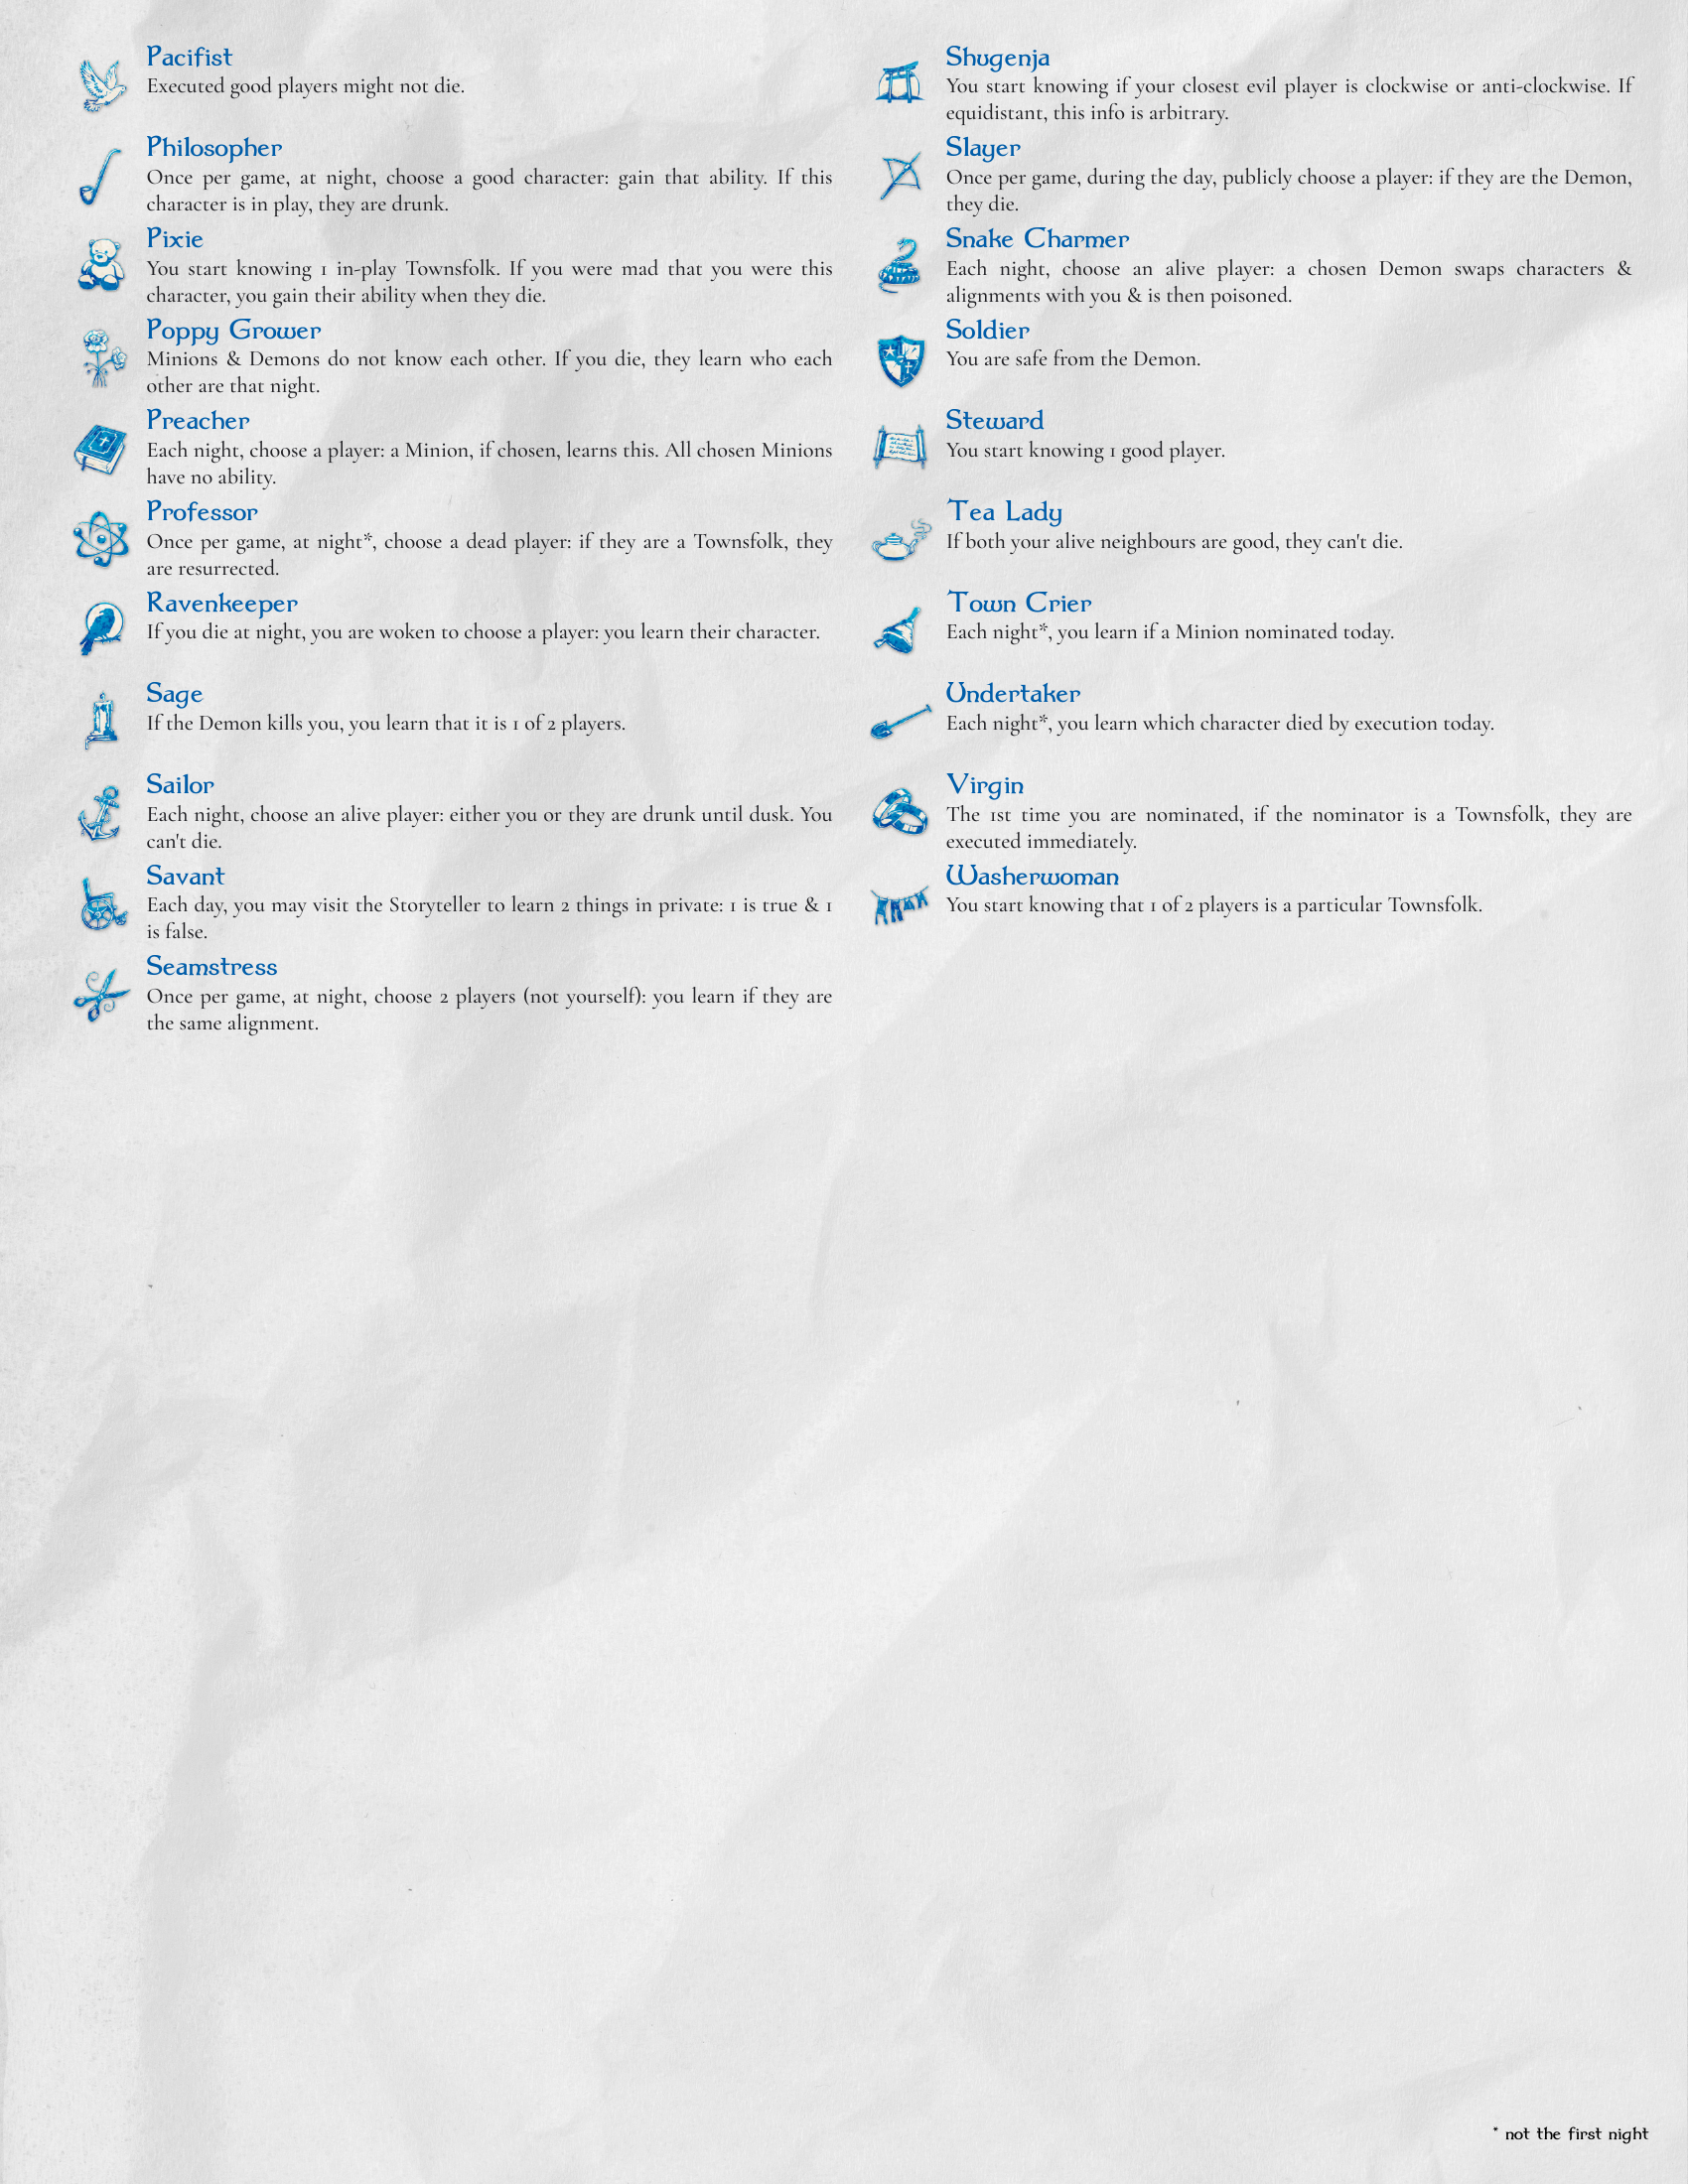 Pacifist
Executed good players might not die.
Philosopher
Once per game, at night, choose a good character: gain that ability. If this
character is in play, they are drunk.
Pixie
You start knowing 1 in-play Townsfolk. If you were mad that you were this
character, you gain their ability when they die.
Poppy Grower
Minions & Demons do not know each other. If you die, they learn who each
other are that night.
Preacher
Each night, choose a player: a Minion, if chosen, learns this. All chosen Minions
have no ability.
Professor
Once per game, at night*, choose a dead player: if they are a Townsfolk, they
are resurrected.
Ravenkeeper
If you die at night, you are woken to choose a player: you learn their character.
Sage
If the Demon kills you, you learn that it is 1 of 2 players.
Sailor
Each night, choose an alive player: either you or they are drunk until dusk. You
can't die.
Savant
Each day, you may visit the Storyteller to learn 2 things in private: 1 is true & 1
is false.
Seamstress
Once per game, at night, choose 2 players (not yourself): you learn if they are
the same alignment.
Shugenja
You start knowing if your closest evil player is clockwise or anti-clockwise. If
equidistant, this info is arbitrary.
Slayer
Once per game, during the day, publicly choose a player: if they are the Demon,
they die.
Snake Charmer
Each night, choose an alive player: a chosen Demon swaps characters &
alignments with you & is then poisoned.
Soldier
You are safe from the Demon.
Steward
You start knowing 1 good player.
Tea Lady
If both your alive neighbours are good, they can't die.
Town Crier
Each night*, you learn if a Minion nominated today.
Undertaker
Each night*, you learn which character died by execution today.
Virgin
The 1st time you are nominated, if the nominator is a Townsfolk, they are
executed immediately.
Washerwoman
You start knowing that 1 of 2 players is a particular Townsfolk.
* not the first night